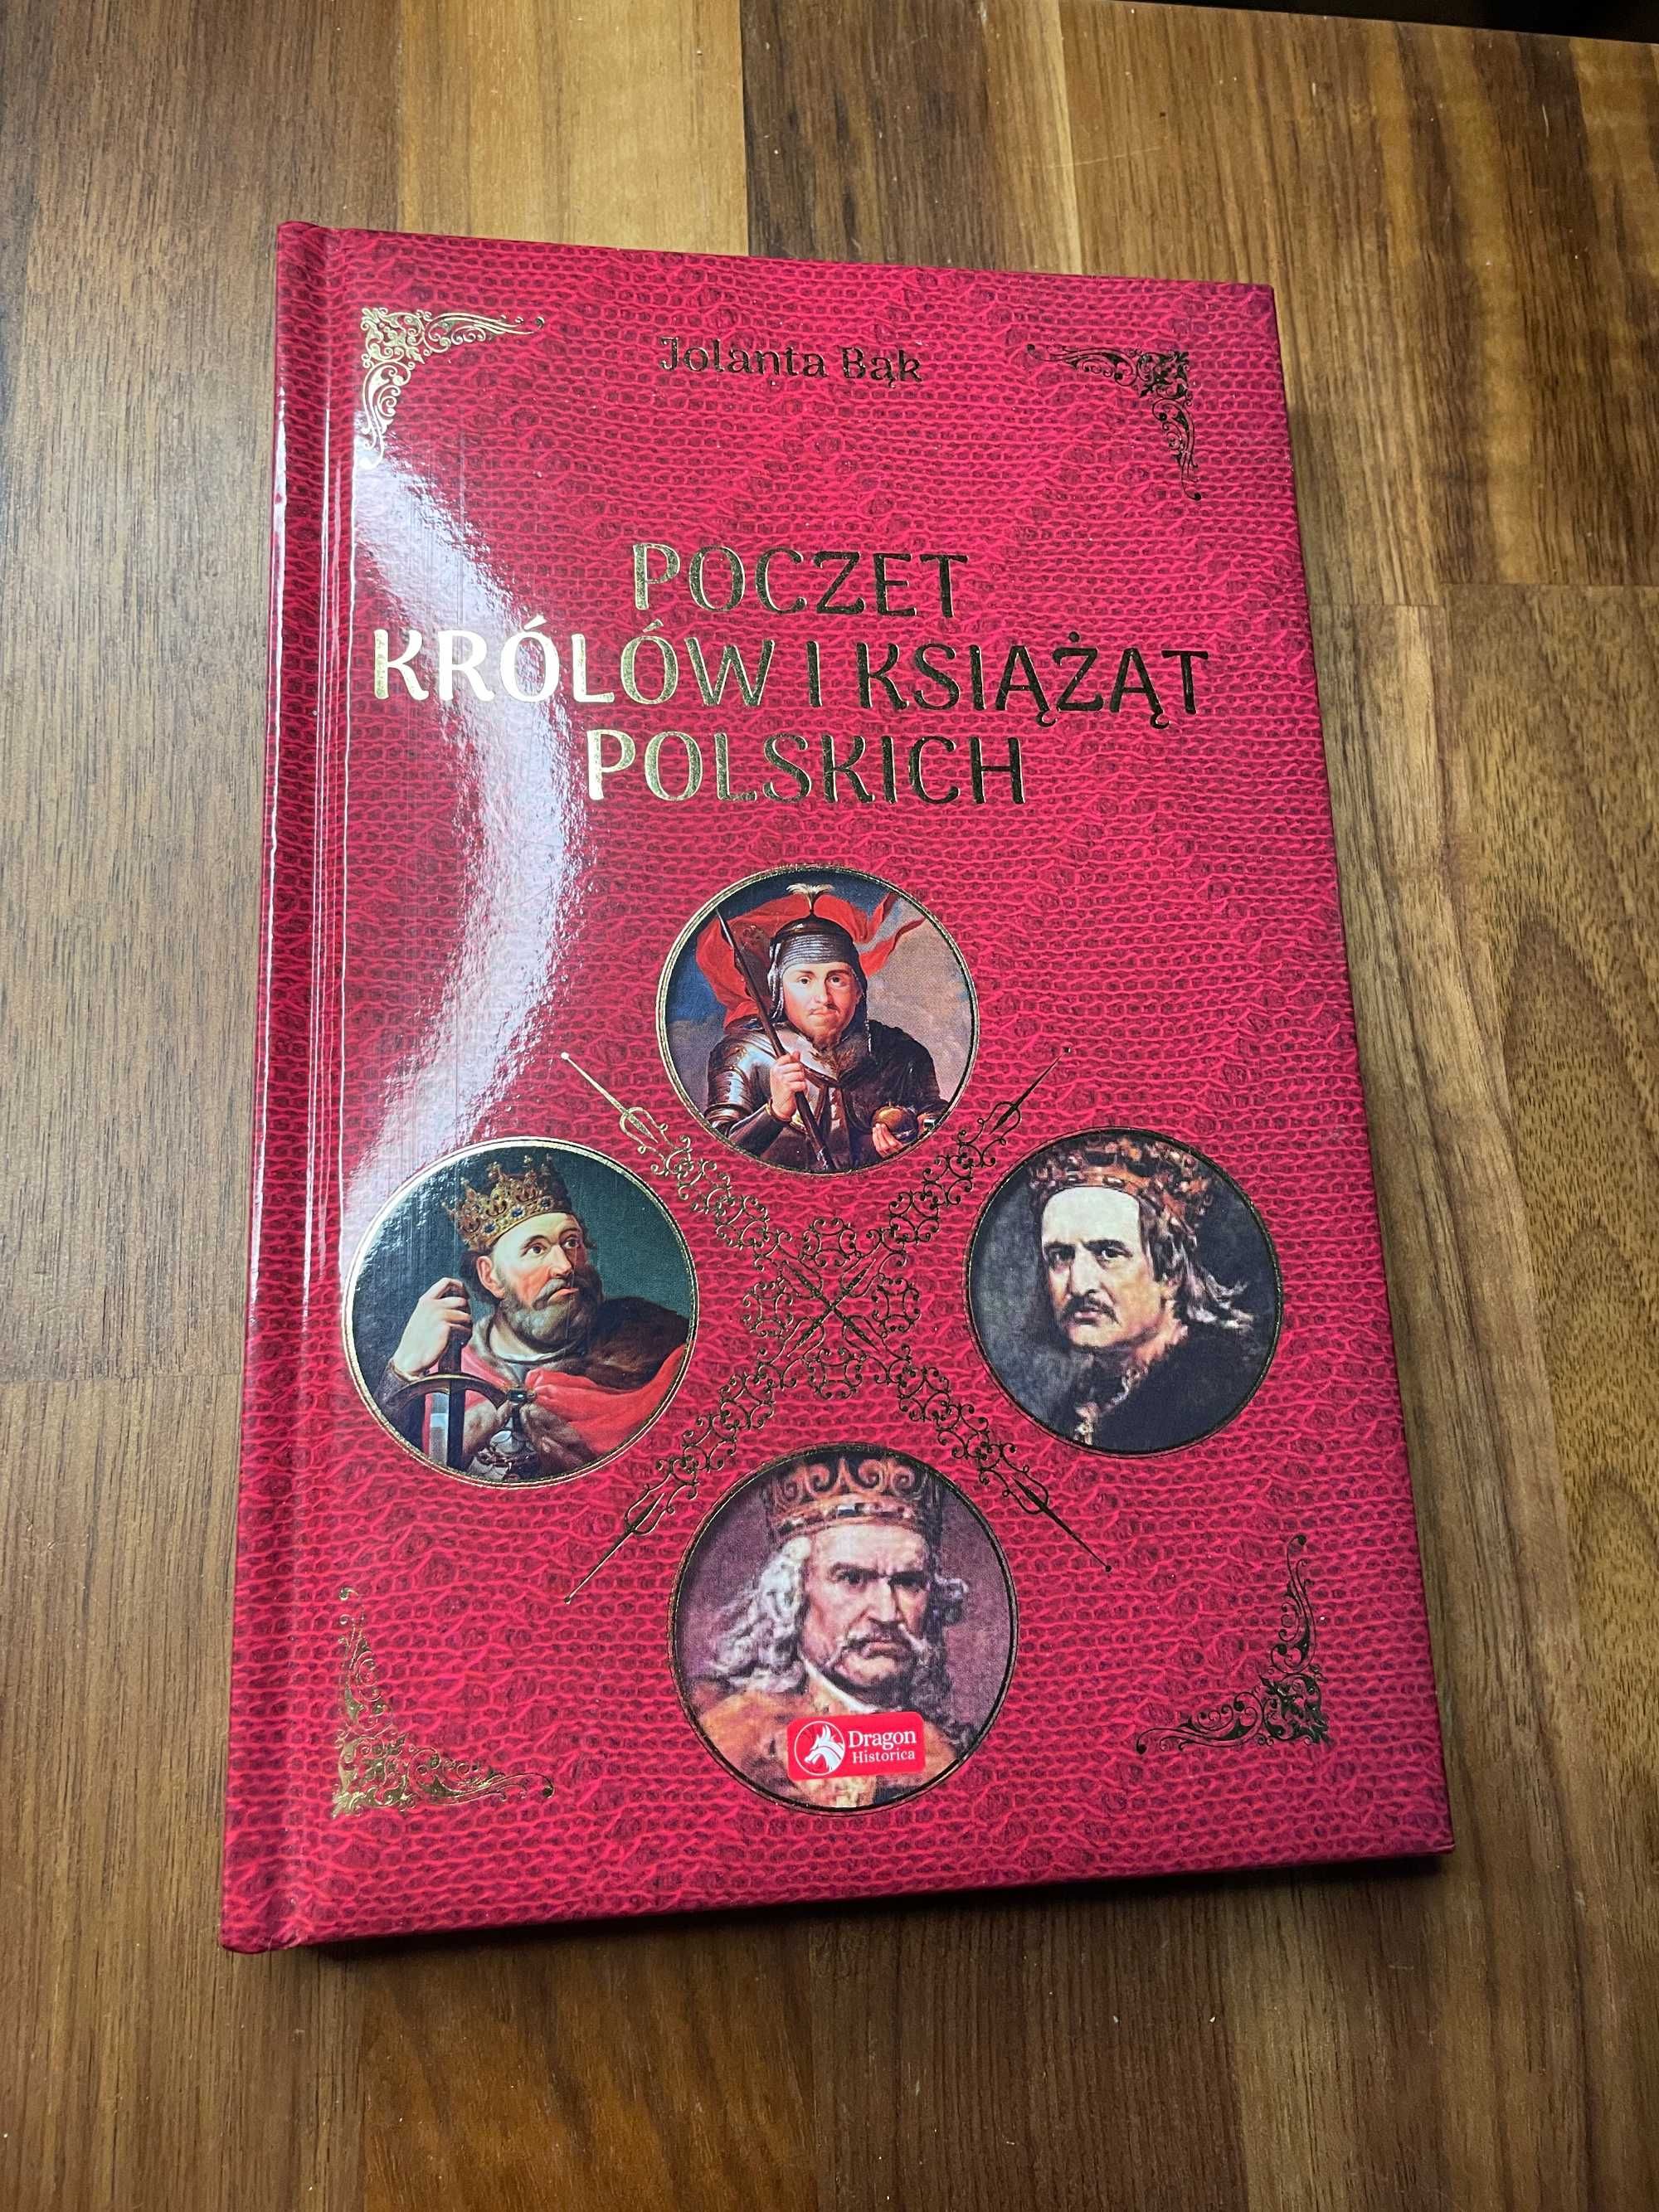 Jolanta Bąk
POCZET
KRÓLÓW I KSIĄŻĄT
POLSKICH
Dragon
Historica